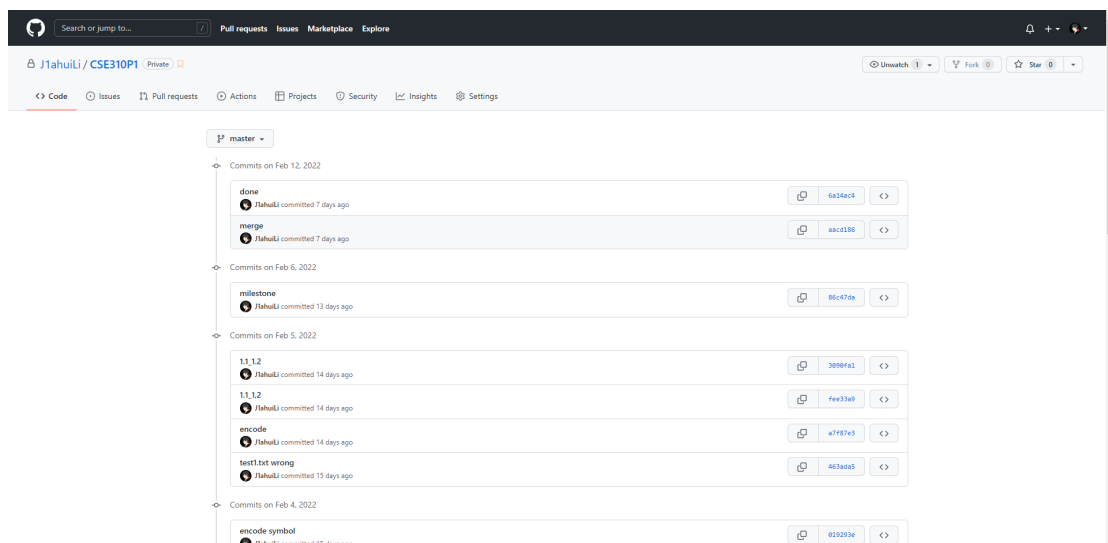 Search or jump to... / Pull requests Issues Marketplace Explore
J1ahuiLi / CSE310P1 Private Unwatch 1 Fork 0 Star 0
Code Issues Pull requests Actions Projects Security Insights Settings
master
Commits on Feb 12, 2022
done
J1ahuiLi committed 7 days ago 6a14ac4
merge
J1ahuiLi committed 7 days ago aacd186
Commits on Feb 6, 2022
milestone
J1ahuiLi committed 13 days ago 86c47da
Commits on Feb 5, 2022
1.1_1.2
J1ahuiLi committed 14 days ago 3090fa1
1.1_1.2
J1ahuiLi committed 14 days ago fee33a9
encode
J1ahuiLi committed 14 days ago a7f87e3
test1.txt wrong
J1ahuiLi committed 15 days ago 463ada5
Commits on Feb 4, 2022
encode symbol 019293e